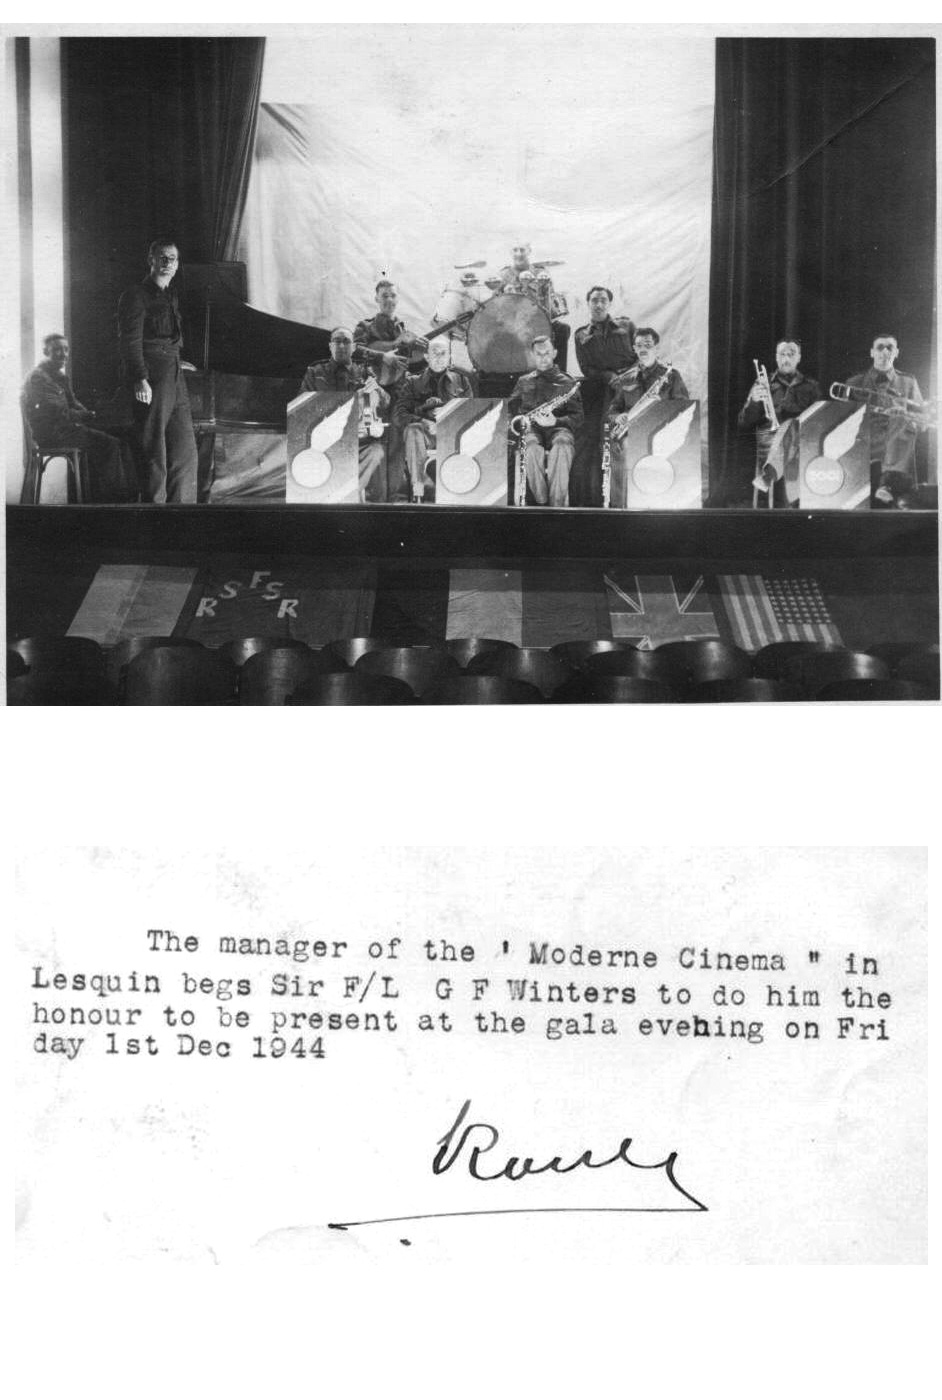 RSFSR
The manager of the ' Moderne Cinema " in
Lesquin begs Sir F/L G F Winters to do him the
honour to be present at the gala evening on Fri
day 1st Dec 1944